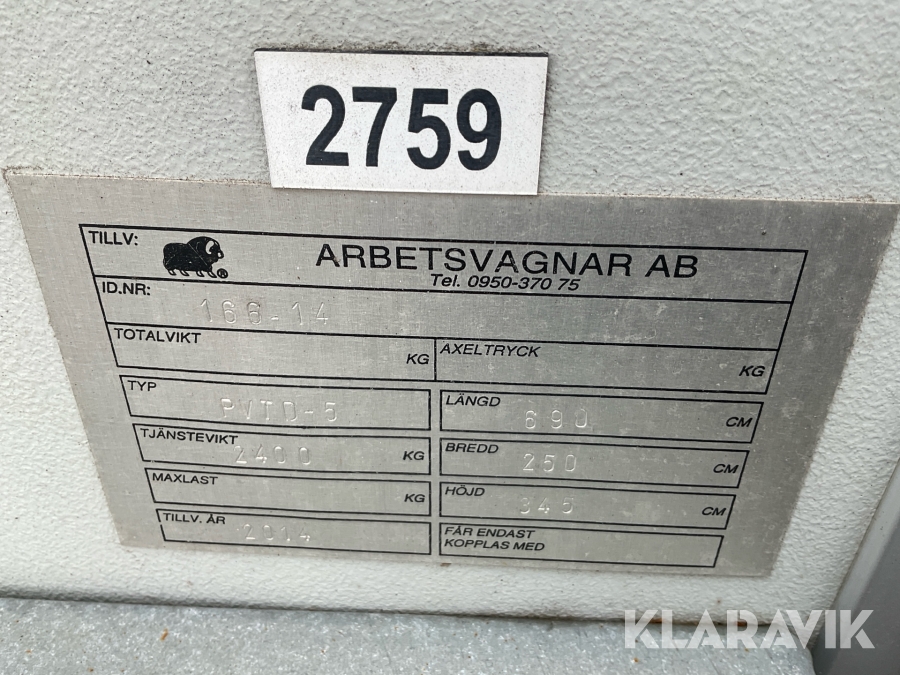 2759
TILLV: ® ARBETSVAGNAR AB
Tel. 0950-370 75
ID.NR: 166-14
TOTALVIKT KG AXELTRYCK KG
TYP PVTD-5 LÄNGD 690 CM
TJÄNSTEVIKT 2400 KG BREDD 250 CM
MAXLAST KG HÖJD 345 CM
TILLV. ÅR 2014 FÅR ENDAST
KOPPLAS MED
KLARAVIK